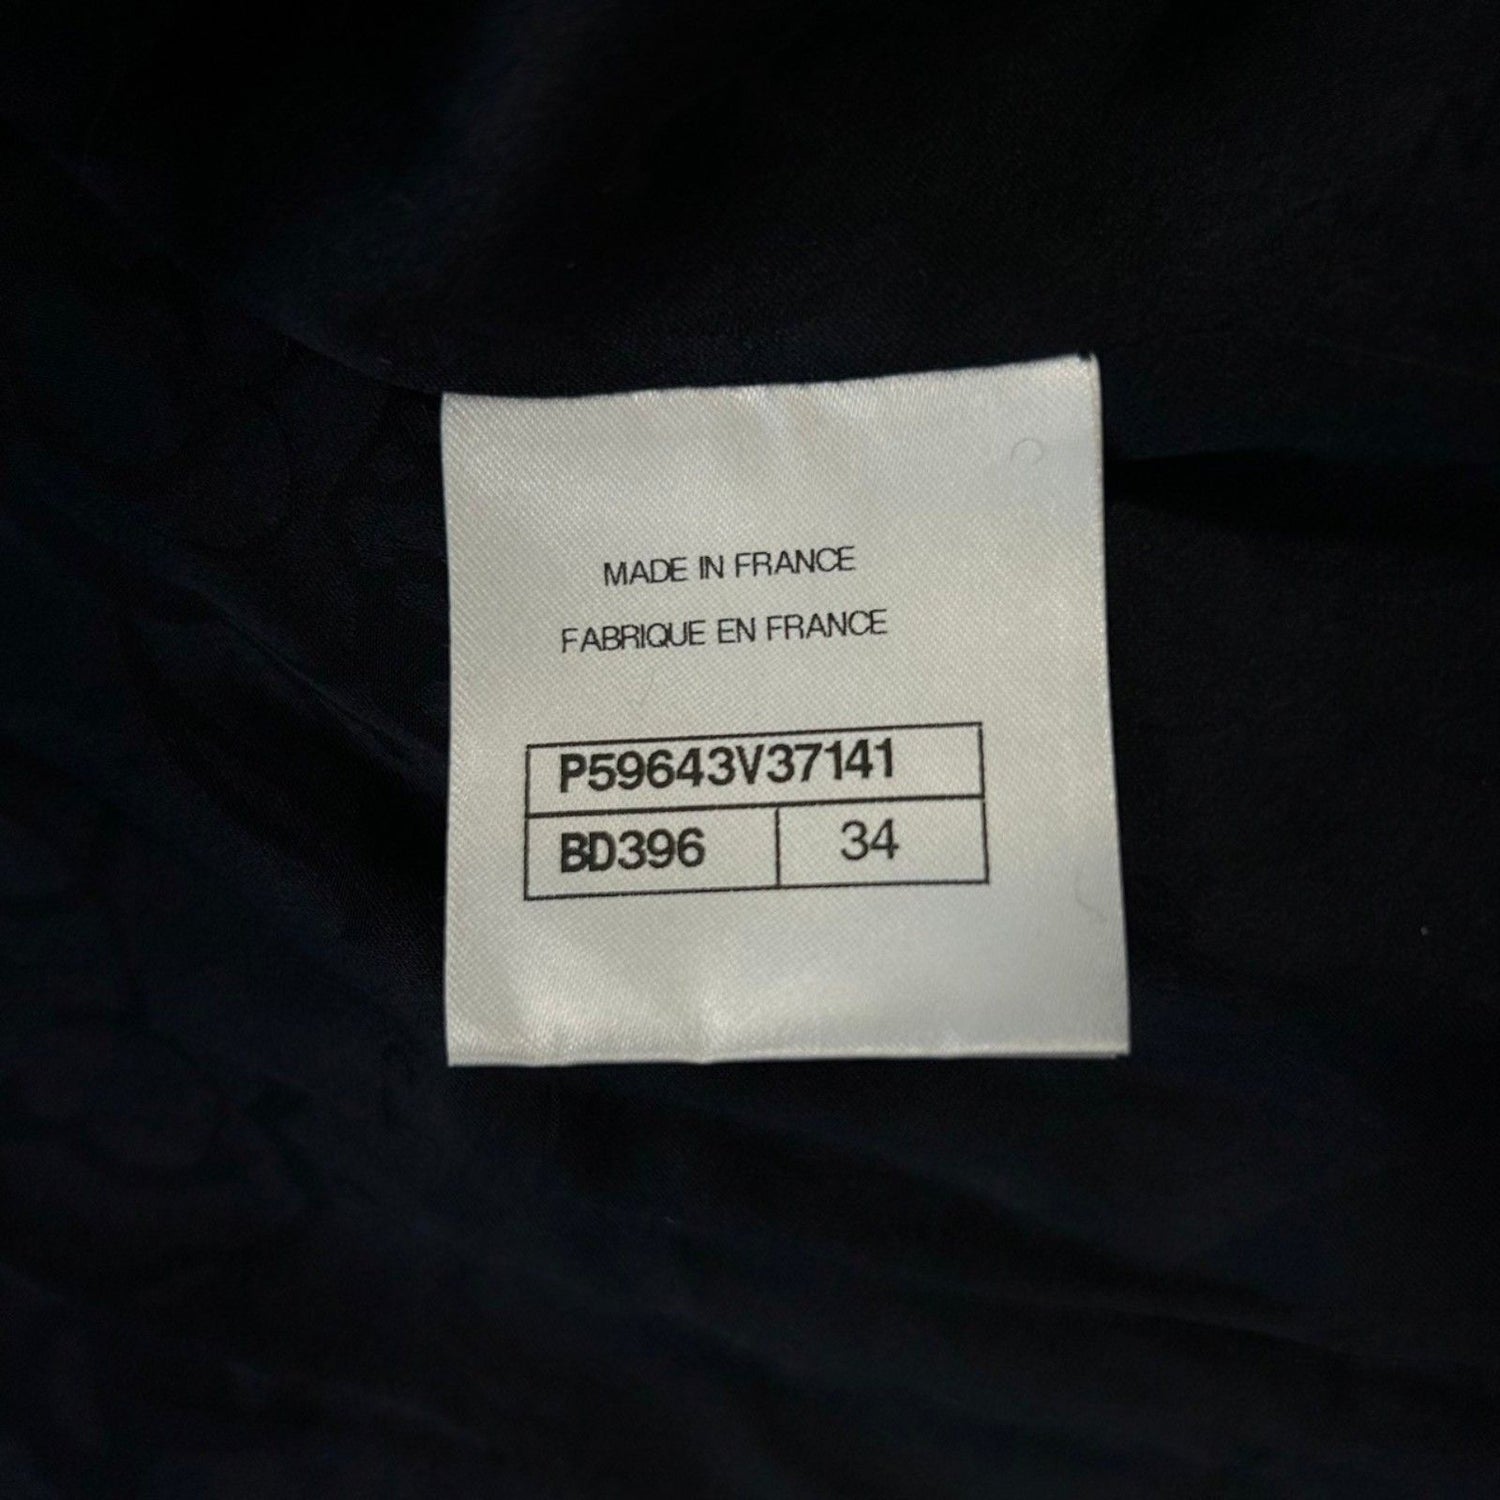 MADE IN FRANCE
FABRIQUE EN FRANCE
P59643V37141
BD396 34